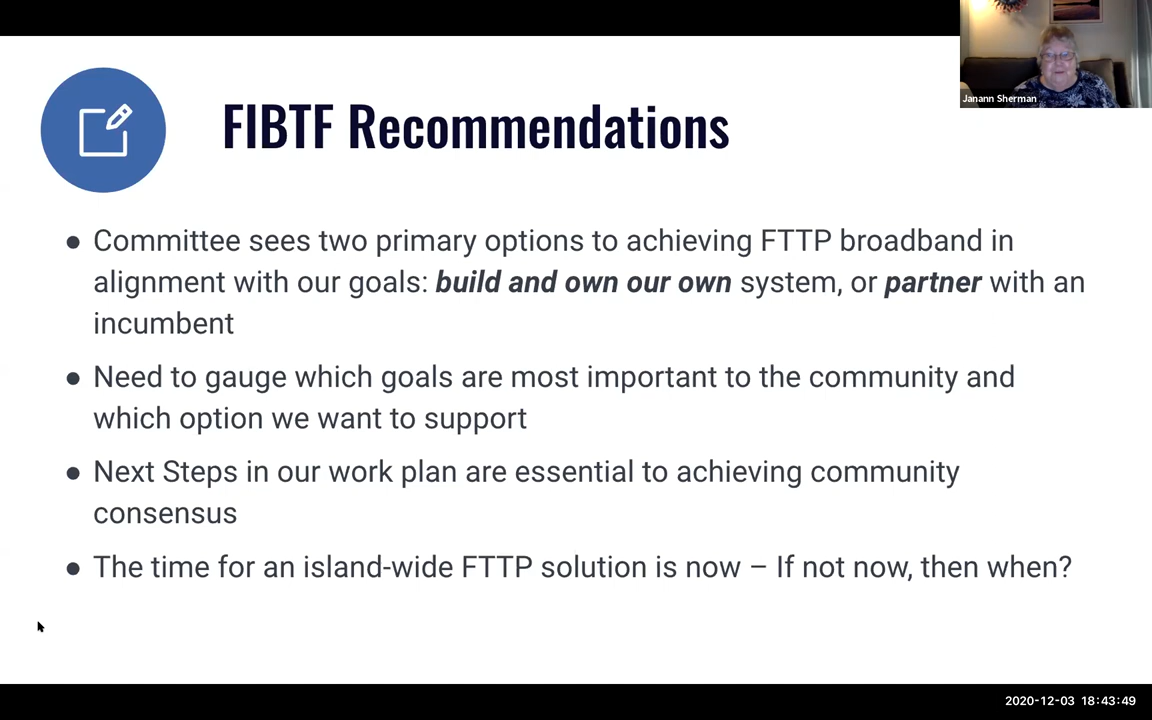 Janann Sherman
FIBTF Recommendations
● Committee sees two primary options to achieving FTTP broadband in
alignment with our goals: build and own our own system, or partner with an
incumbent
● Need to gauge which goals are most important to the community and
which option we want to support
● Next Steps in our work plan are essential to achieving community
consensus
● The time for an island-wide FTTP solution is now – If not now, then when?
2020-12-03 18:43:49